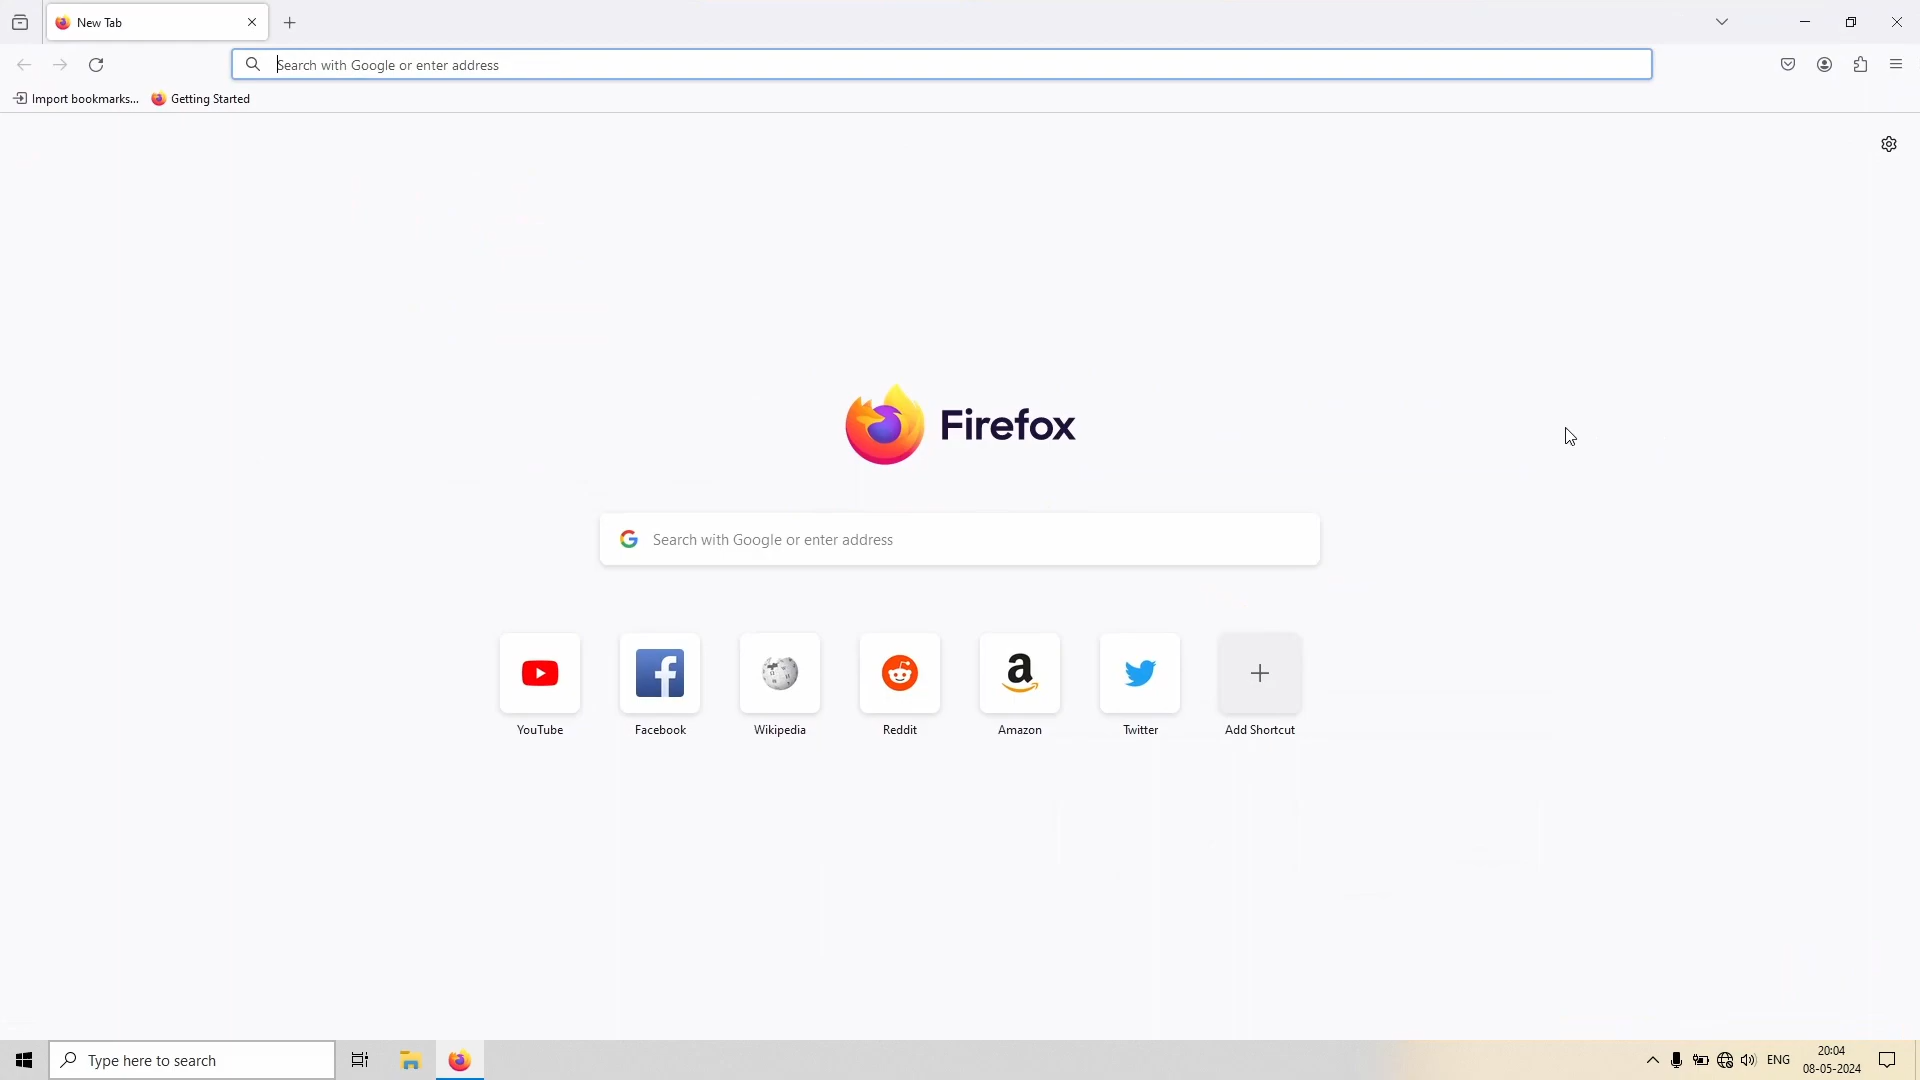 New Tab
Search with Google or enter address
Import bookmarks...
Getting Started
Firefox
Search with Google or enter address
YouTube
Facebook
Wikipedia
Reddit
Amazon
Twitter
Add Shortcut
Type here to search
ENG
20:04
08-05-2024